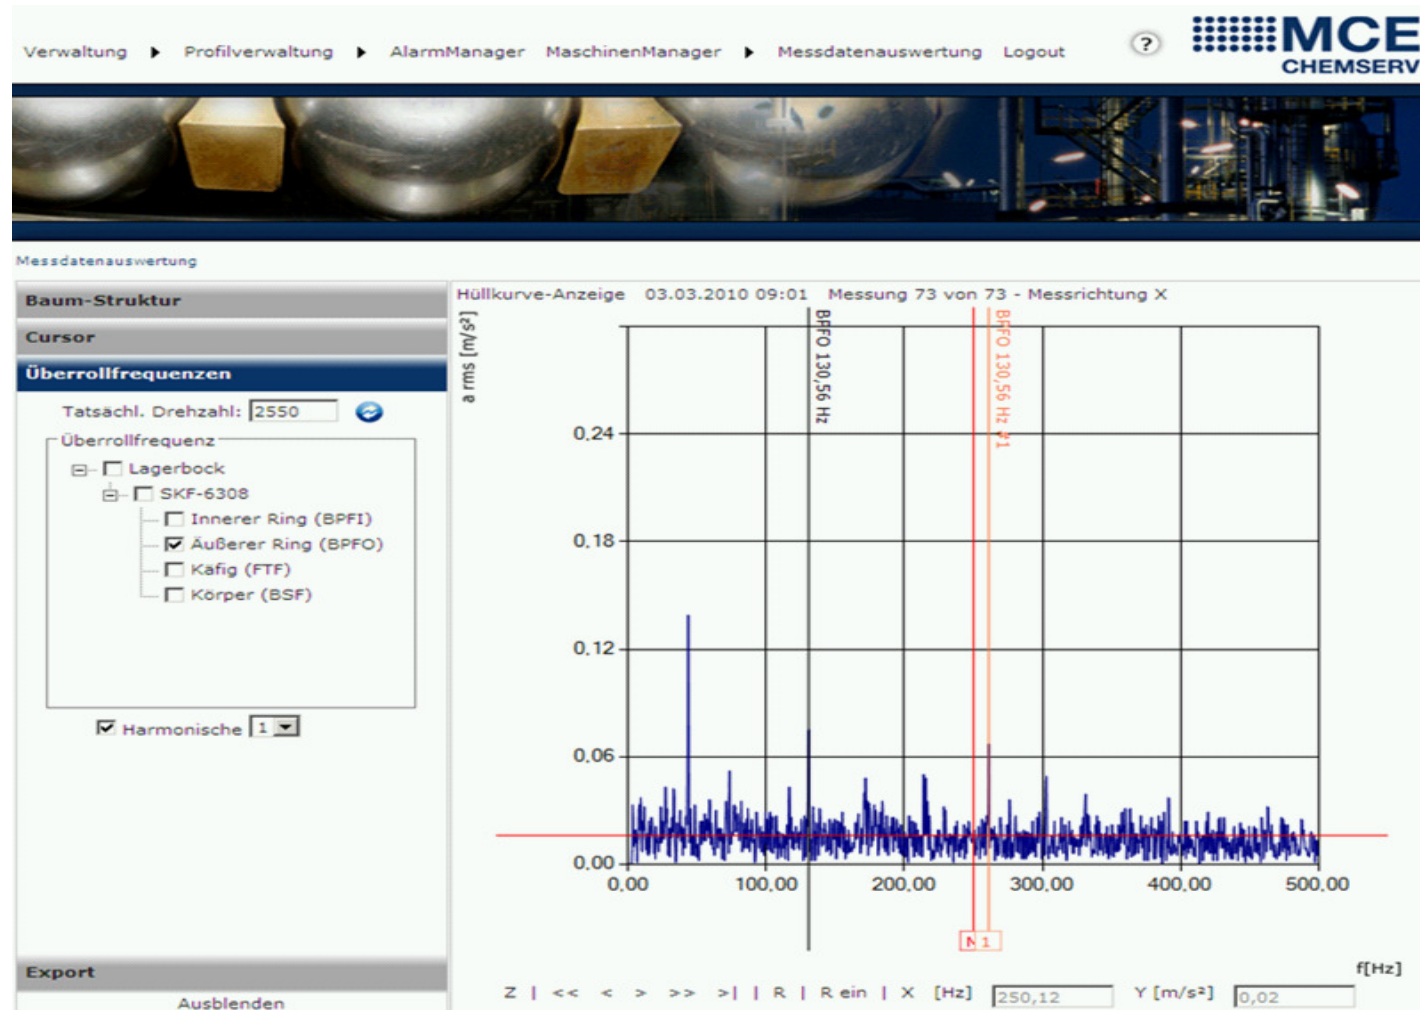 Verwaltung Profilverwaltung AlarmManager MaschinenManager Messdatenauswertung Logout ?
MCE
CHEMSERV
Messdatenauswertung
Baum-Struktur
Cursor
Überrollfrequenzen
Tatsächl. Drehzahl: 2550
Überrollfrequenz
Lagerbock
SKF-6308
Innerer Ring (BPFI)
Äußerer Ring (BPFO)
Käfig (FTF)
Körper (BSF)
Harmonische 1
Export
Ausblenden
Hüllkurve-Anzeige 03.03.2010 09:01 Messung 73 von 73 - Messrichtung X
a rms [m/s²]
BPFO 130,56 Hz
BPFO 130,56 Hz #1
0,24
0,18
0,12
0,06
0,00
0,00 100,00 200,00 300,00 400,00 500,00
1
f[Hz]
Z | << < > >> >| | R | R ein | X [Hz] 250,12 Y [m/s²] 0,02